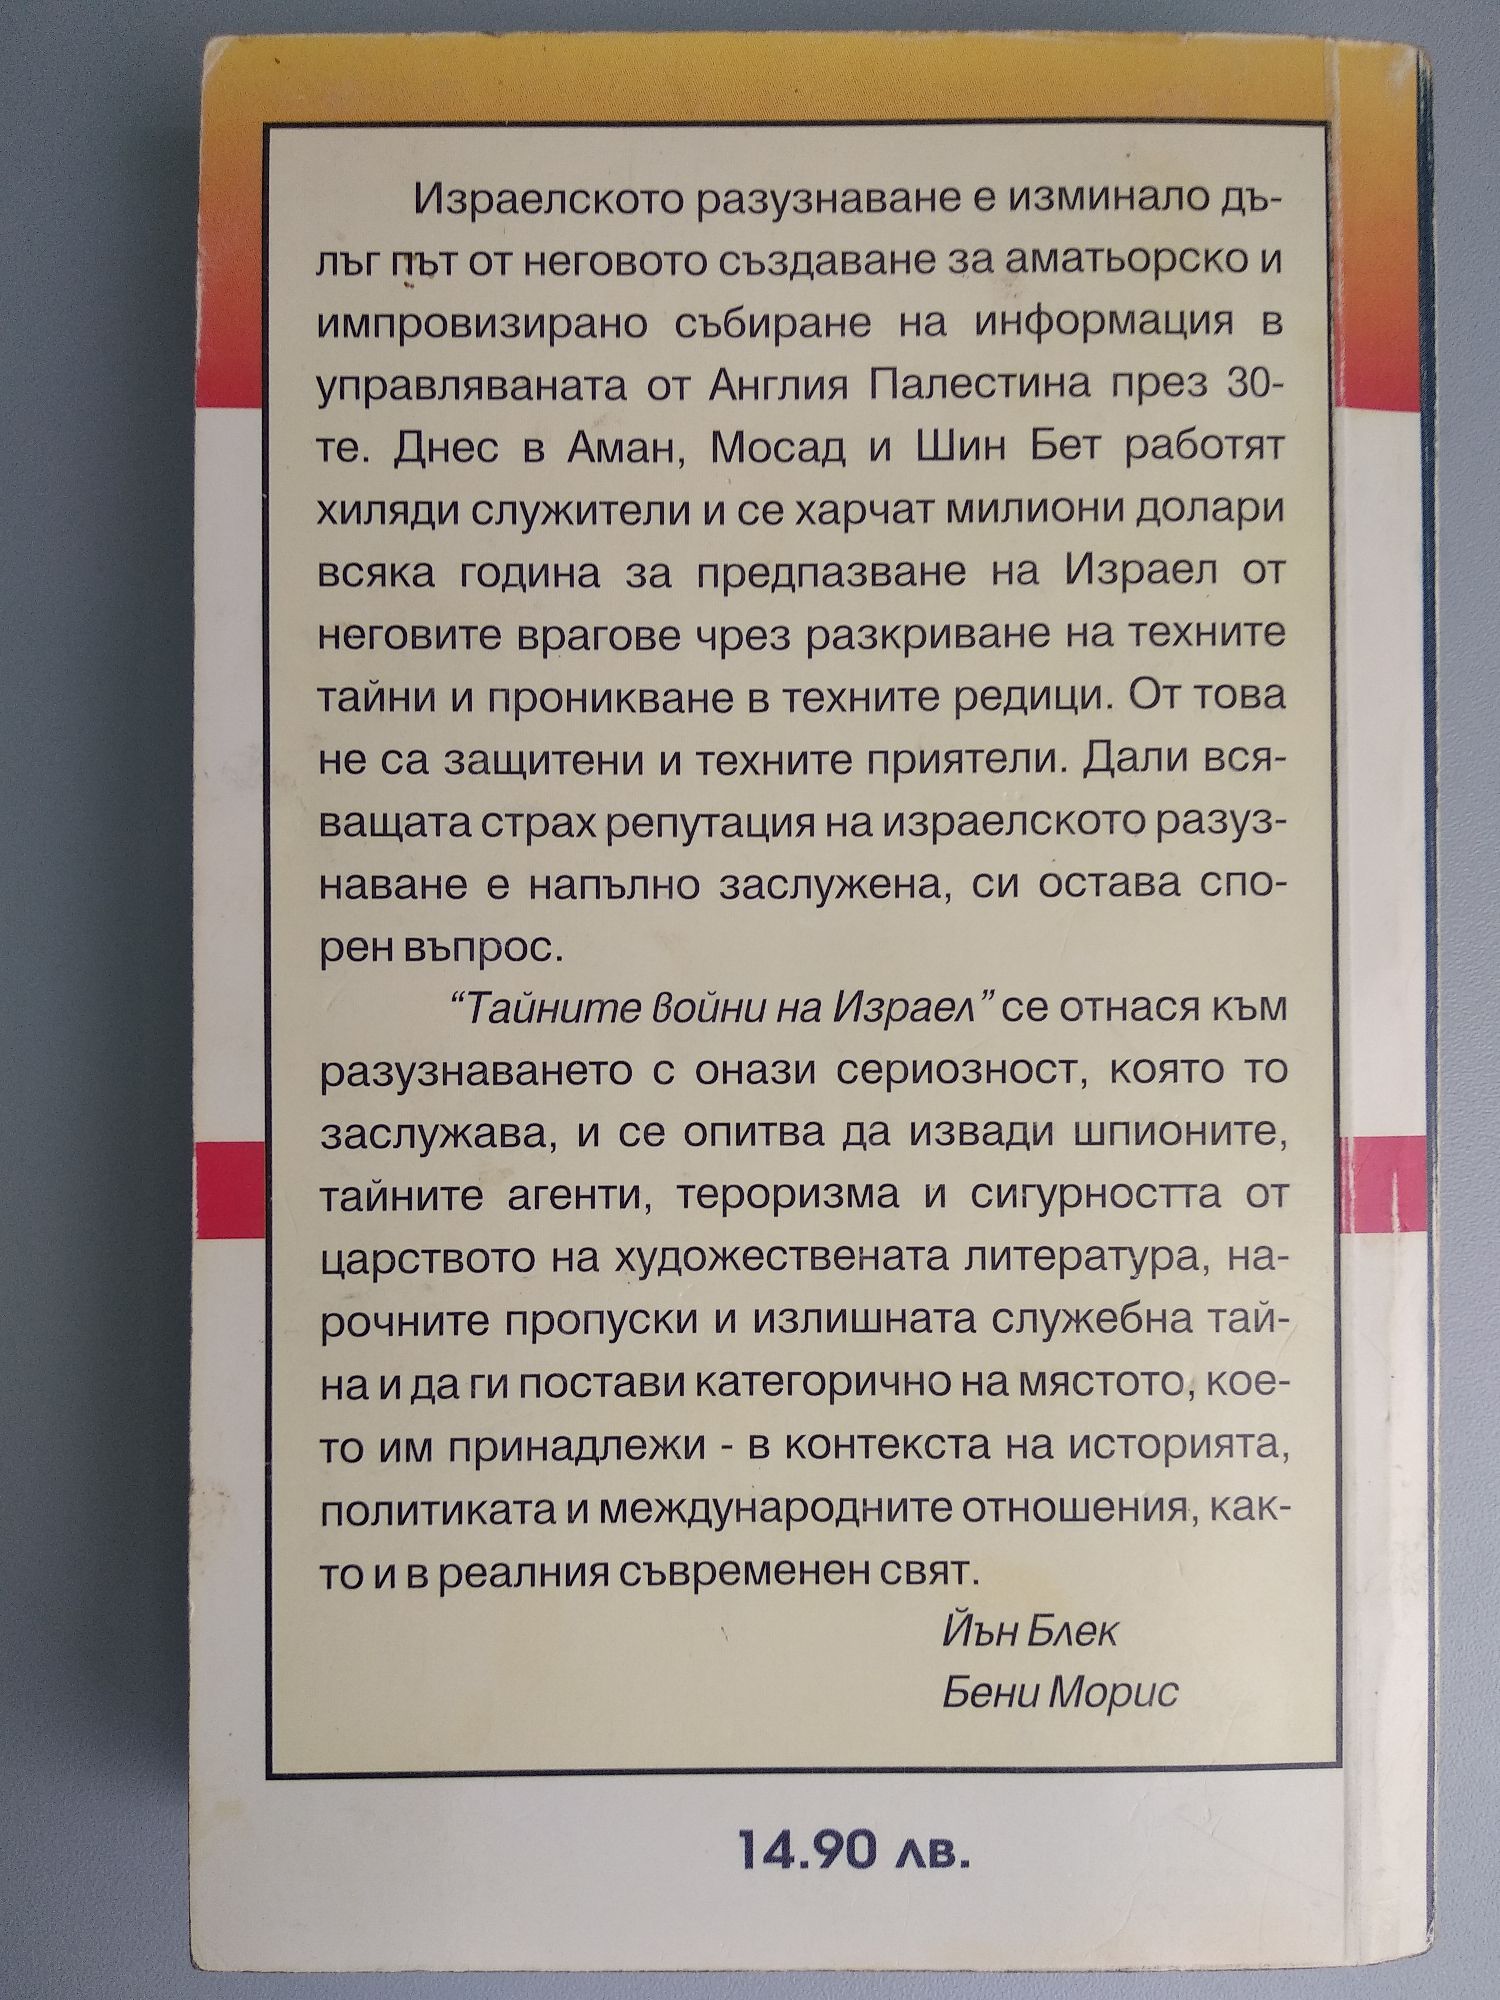 Израелското разузнаване е изминало дъ-
лъг път от неговото създаване за аматьорско и
импровизирано събиране на информация в
управляваната от Англия Палестина през 30-
те. Днес в Аман, Мосад и Шин Бет работят
хиляди служители и се харчат милиони долари
всяка година за предпазване на Израел от
неговите врагове чрез разкриване на техните
тайни и проникване в техните редици. От това
не са защитени и техните приятели. Дали вся-
ващата страх репутация на израелското разуз-
наване е напълно заслужена, си остава спо-
рен въпрос.
“Тайните войни на Израел” се отнася към
разузнаването с онази сериозност, която то
заслужава, и се опитва да извади шпионите,
тайните агенти, тероризма и сигурността от
царството на художествената литература, на-
рочните пропуски и излишната служебна тай-
на и да ги постави категорично на мястото, кое-
то им принадлежи - в контекста на историята,
политиката и международните отношения, как-
то и в реалния съвременен свят.
Йън Блек
Бени Морис
14.90 лв.